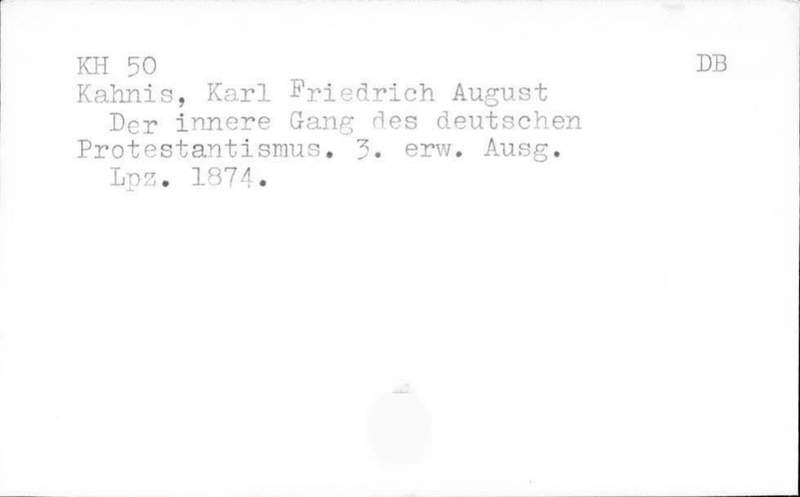 KH 50 DB
Kahnis, Karl Friedrich August
Der innere Gang des deutschen
Protestantismus. 3. erw. Ausg.
Lpz. 1874.